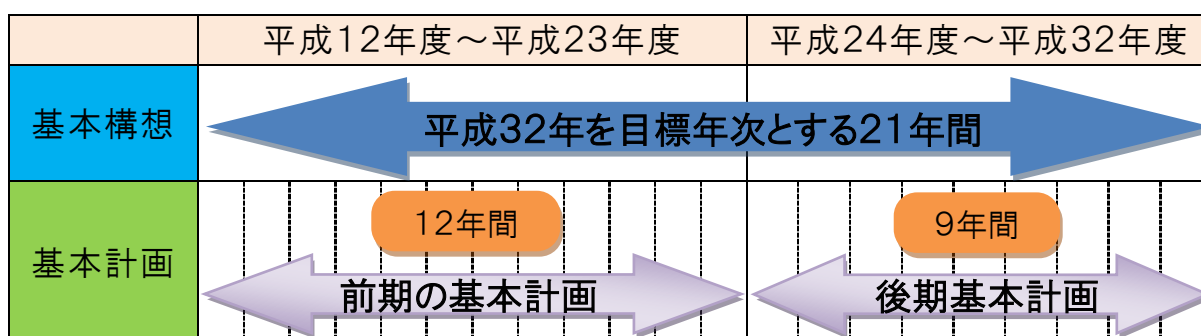 平成12年度～平成23年度
平成24年度～平成32年度
基本構想
平成32年を目標年次とする21年間
基本計画
12年間
前期の基本計画
9年間
後期基本計画